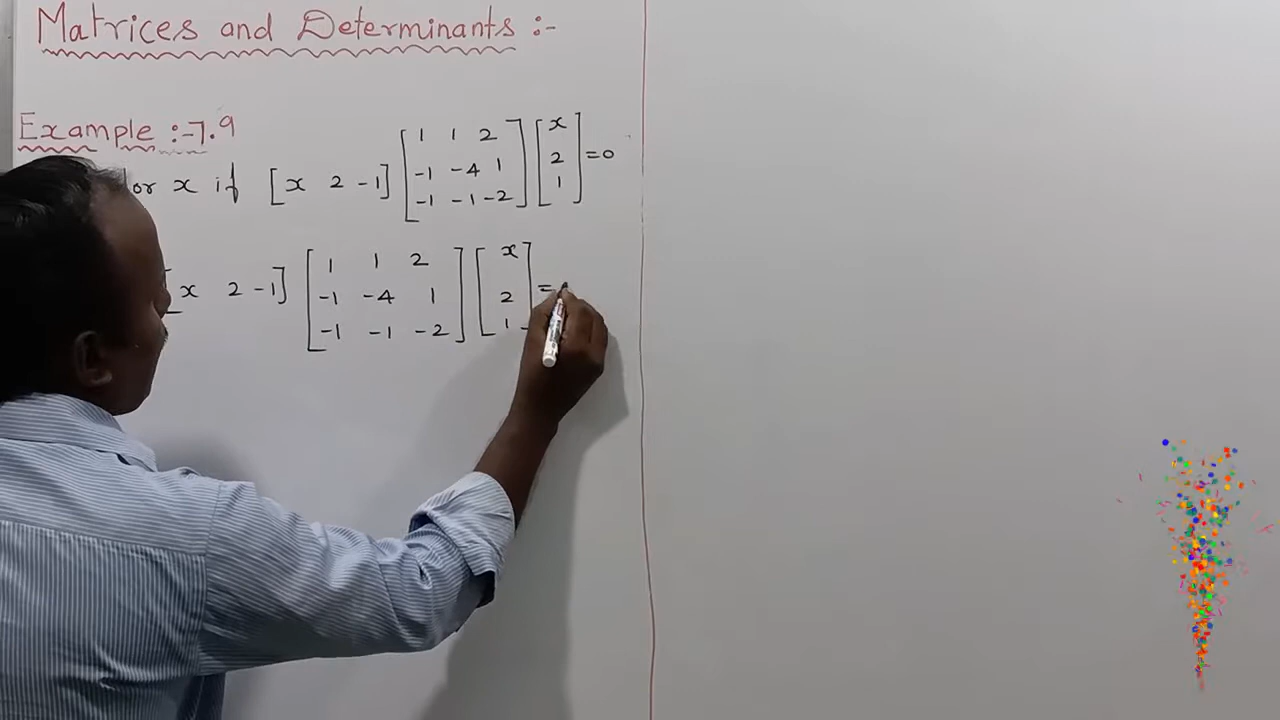 Matrices and Determinants :-
Example :-7.9
or x if [x 2 -1] [1 1 2 -1 -4 1 -1 -1 -2] [x 2 1] =0
[x 2 -1] [1 1 2 -1 -4 1 -1 -1 -2] [x 2 1] =